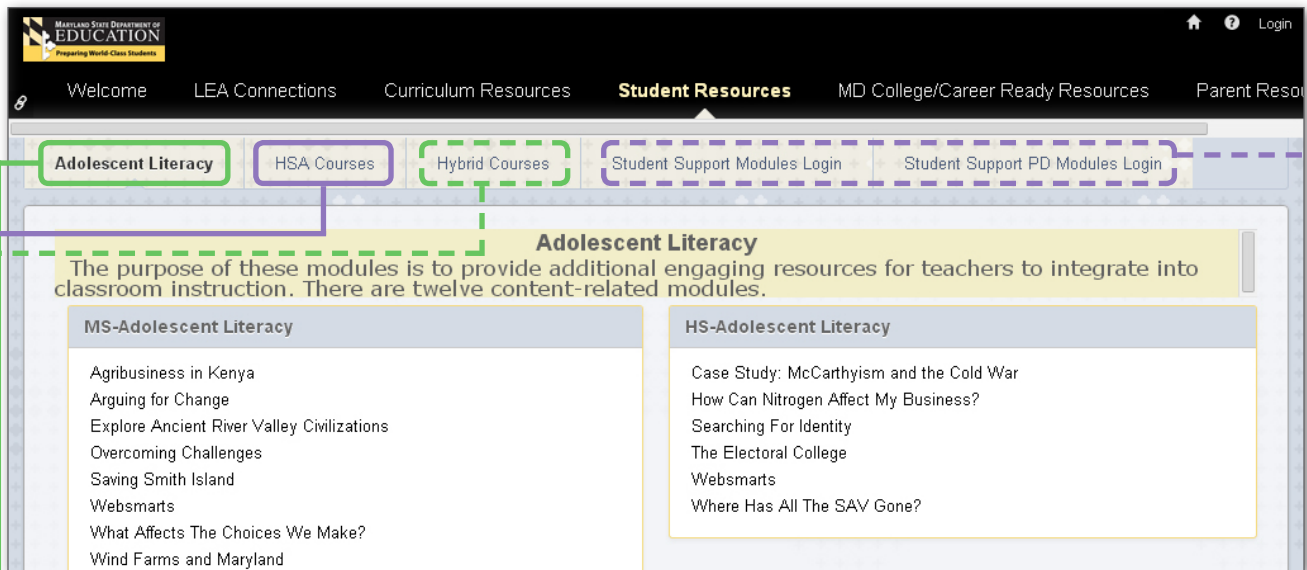 MARYLAND STATE DEPARTMENT OF
EDUCATION
Preparing World-Class Students
Login
Welcome LEA Connections Curriculum Resources Student Resources MD College/Career Ready Resources Parent Resou
Adolescent Literacy HSA Courses Hybrid Courses Student Support Modules Login Student Support PD Modules Login
Adolescent Literacy
The purpose of these modules is to provide additional engaging resources for teachers to integrate into
classroom instruction. There are twelve content-related modules.
MS-Adolescent Literacy
Agribusiness in Kenya
Arguing for Change
Explore Ancient River Valley Civilizations
Overcoming Challenges
Saving Smith Island
Websmarts
What Affects The Choices We Make?
Wind Farms and Maryland
HS-Adolescent Literacy
Case Study: McCarthyism and the Cold War
How Can Nitrogen Affect My Business?
Searching For Identity
The Electoral College
Websmarts
Where Has All The SAV Gone?